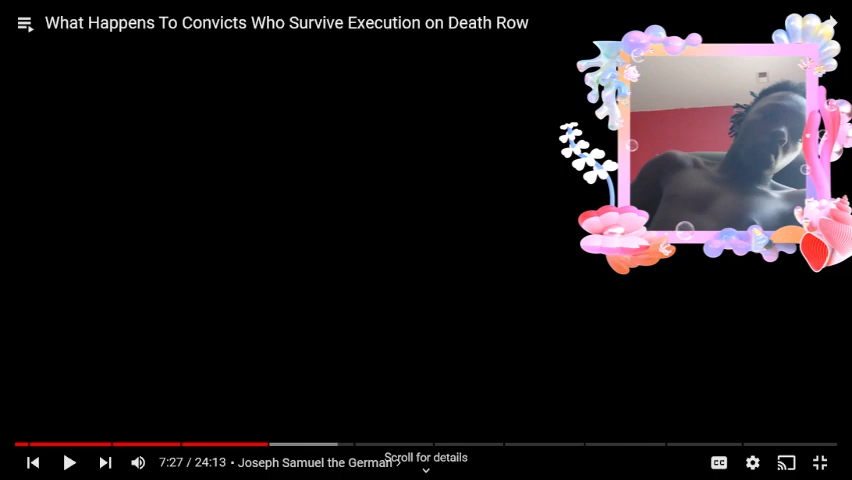 What Happens To Convicts Who Survive Execution on Death Row
Scroll for details
7:27 / 24:13 • Joseph Samuel the German
CC